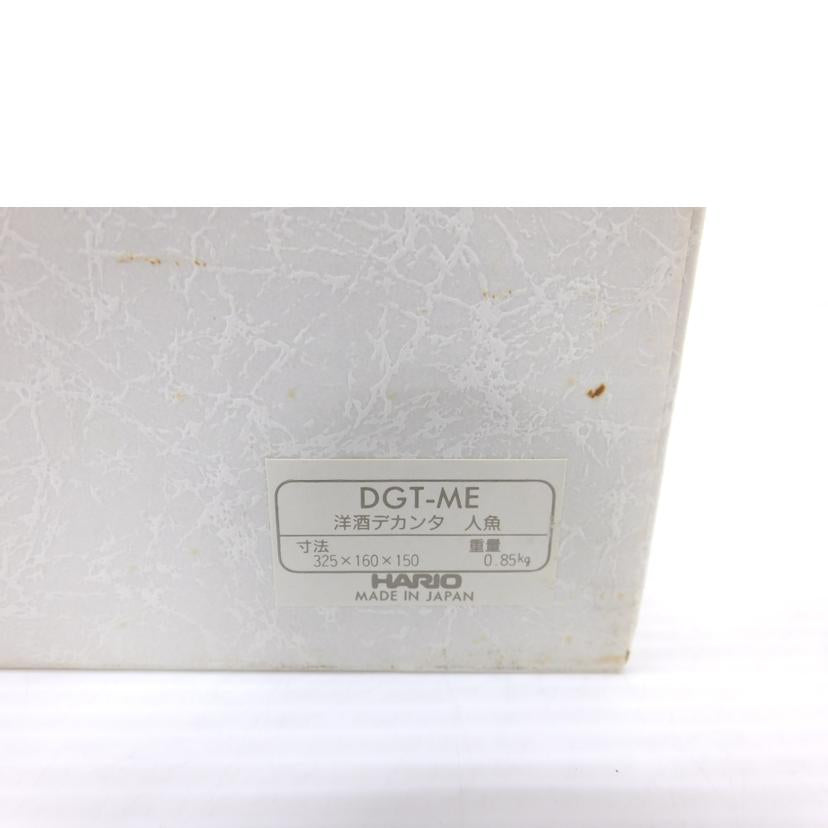 DGT-ME
洋酒デカンタ 人魚
寸法 重量
325×160×150 0.85kg
HARIO
MADE IN JAPAN